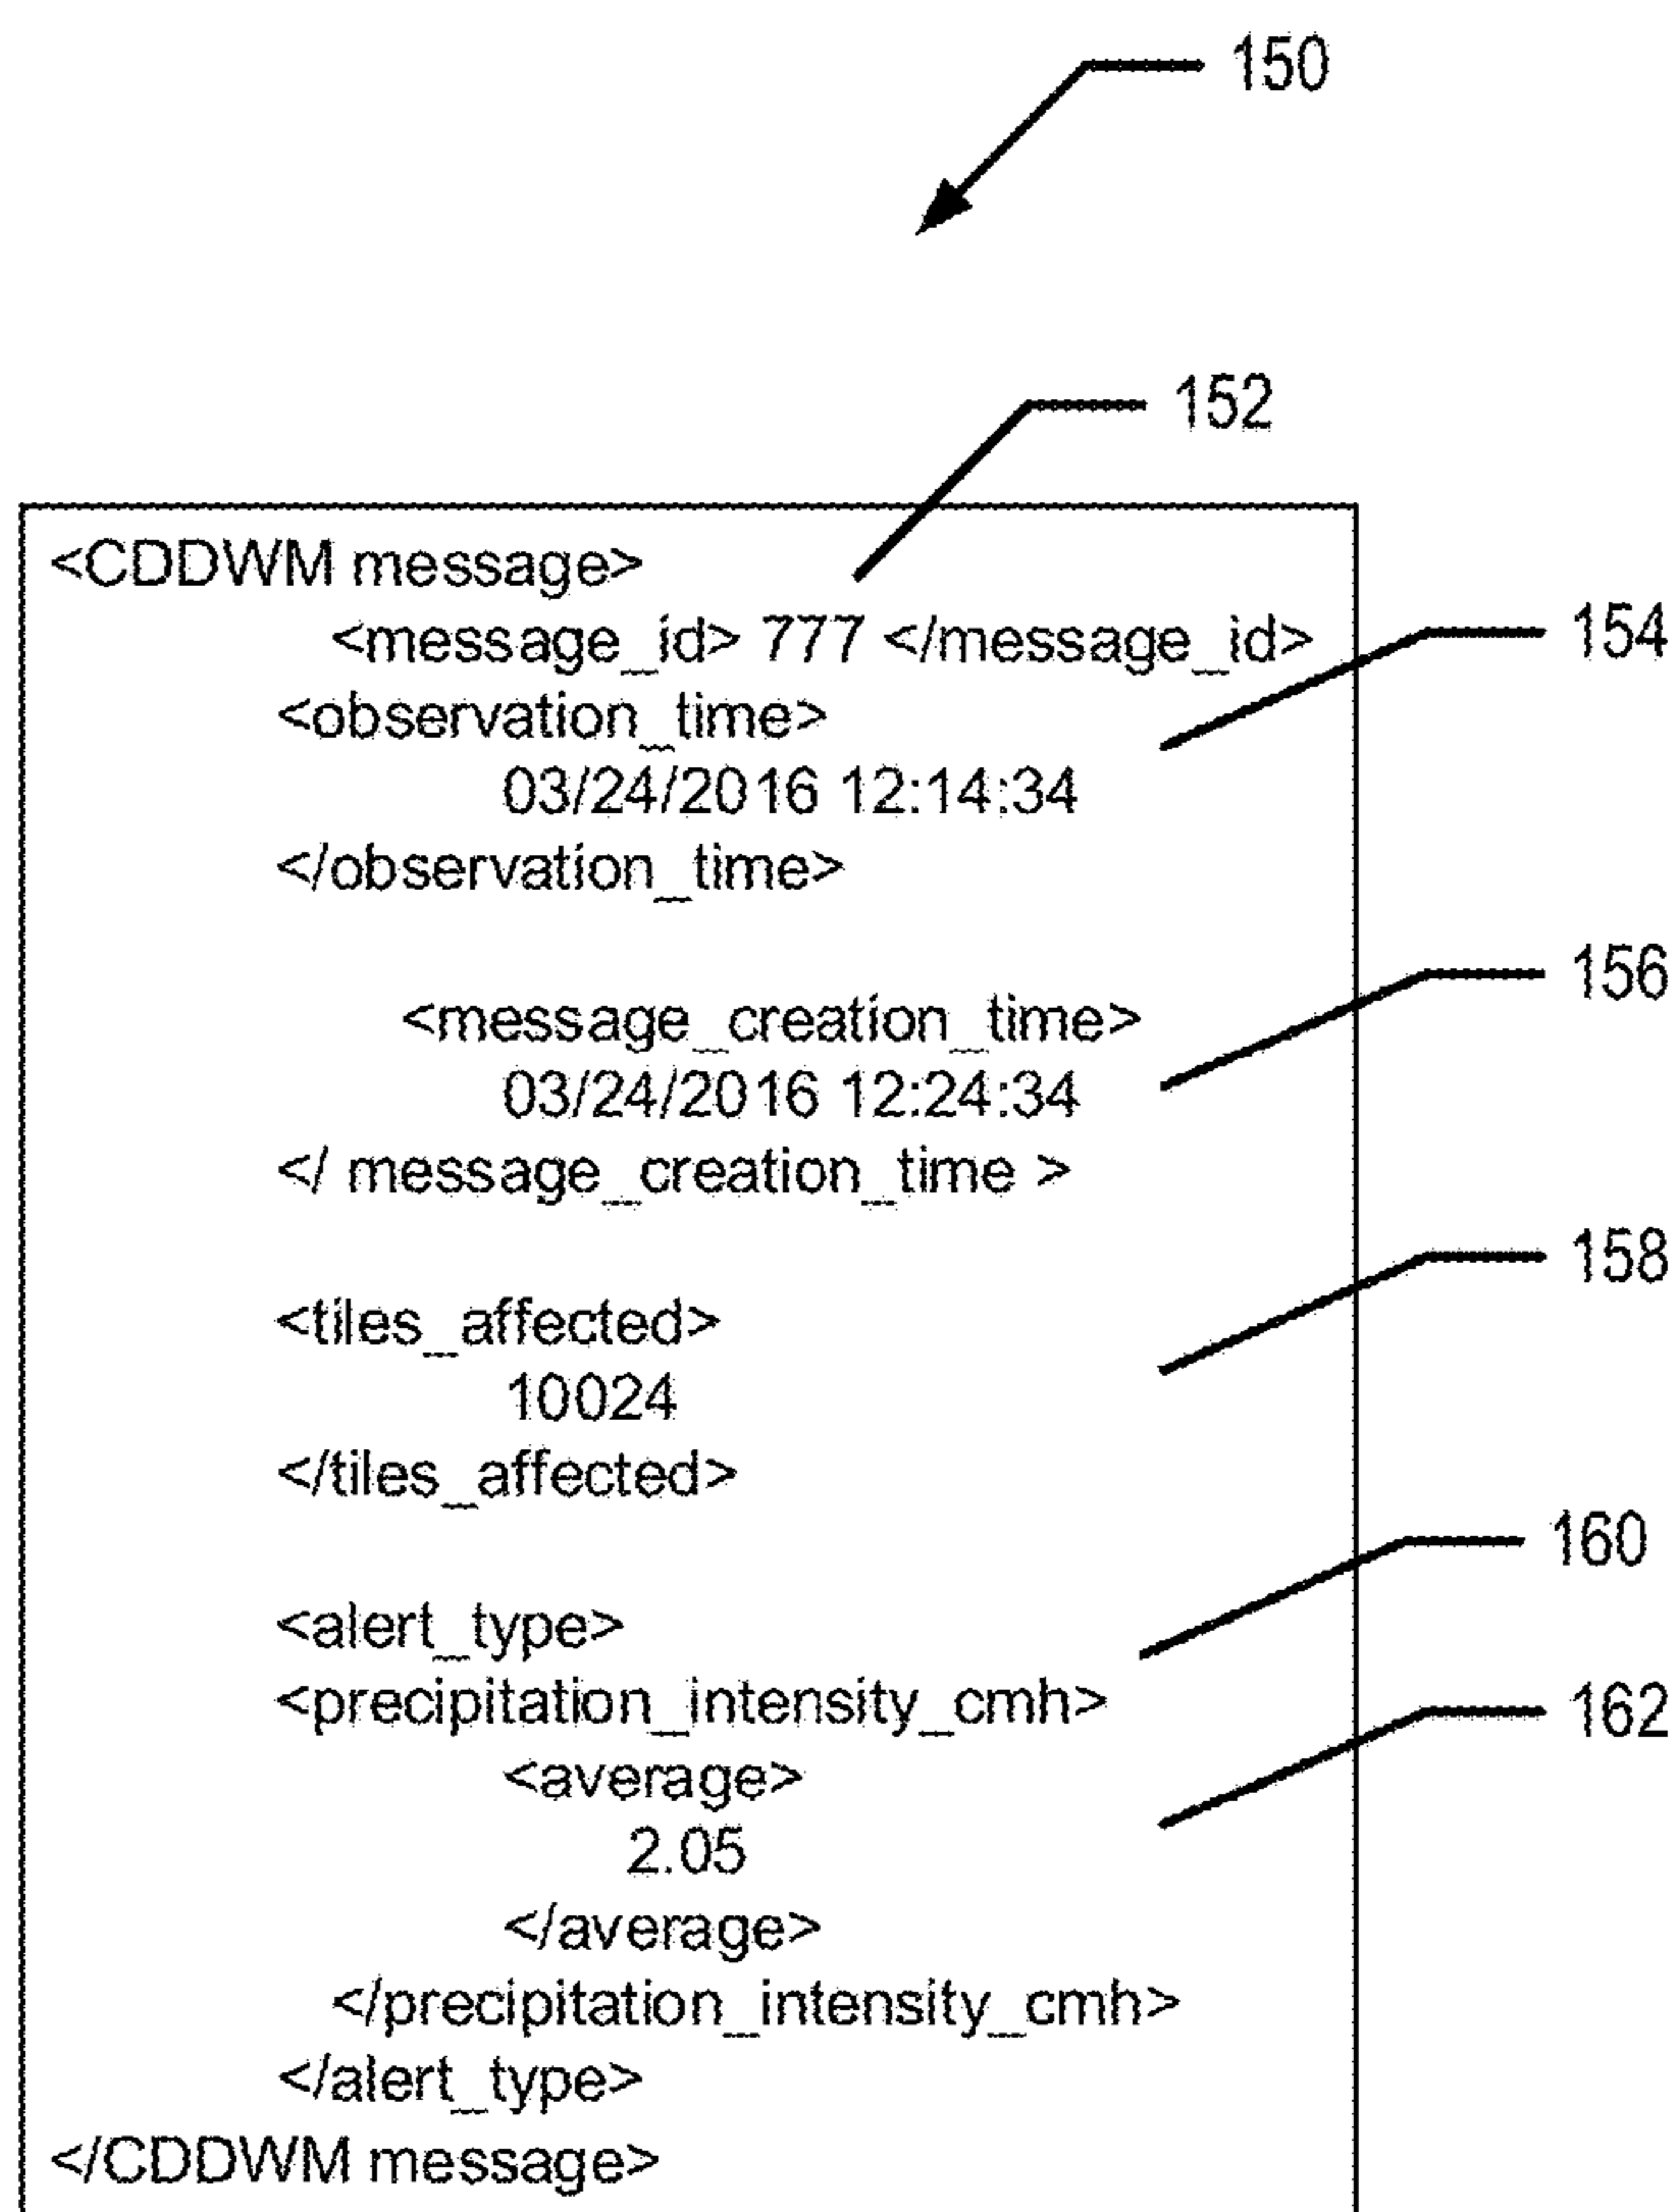 150
152
<CDDWM message>
<message_id> 777 </message_id>
154
<observation_time>
03/24/2016 12:14:34
</observation_time>
156
<message_creation_time>
03/24/2016 12:24:34
</ message_creation_time >
158
<tiles_affected>
10024
</tiles_affected>
160
<alert_type>
<precipitation_intensity_cmh>
162
<average>
2.05
</average>
</precipitation_intensity_cmh>
</alert_type>
</CDDWM message>